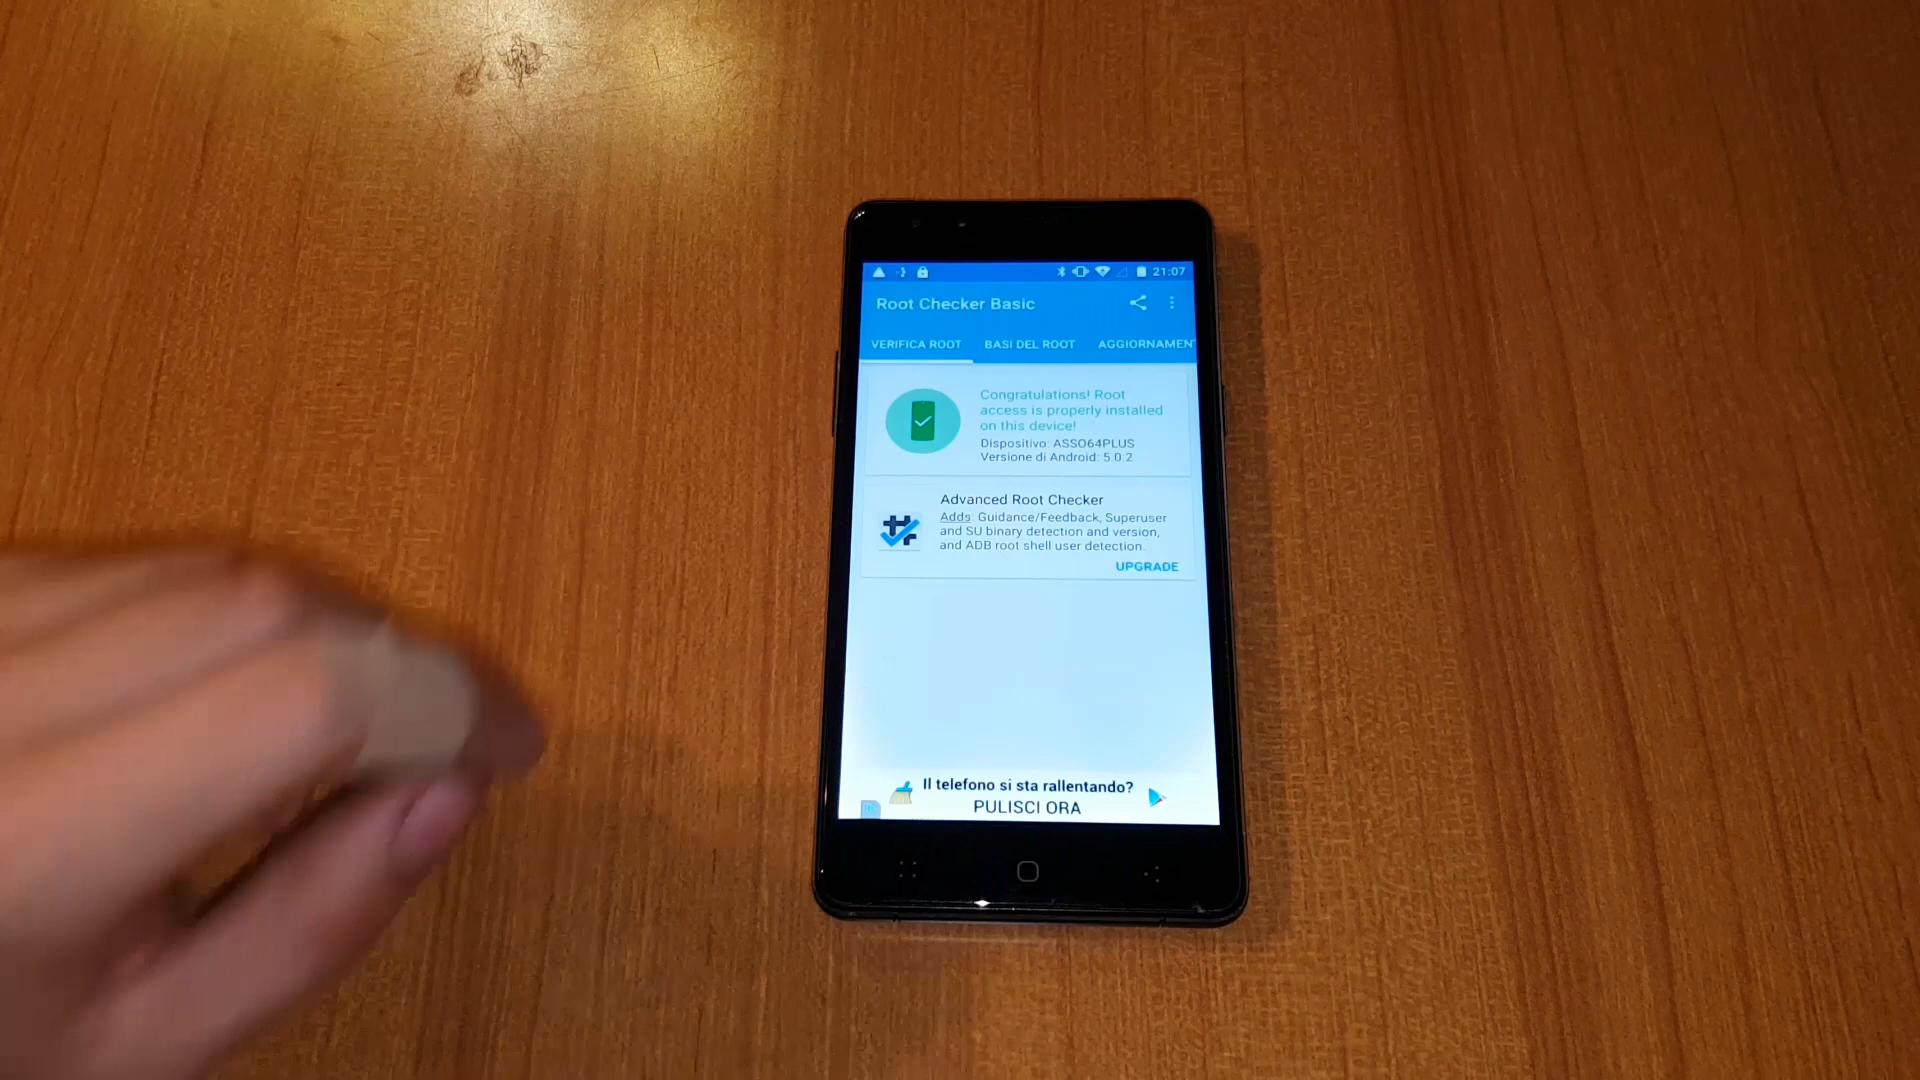 21:07
Root Checker Basic
VERIFICA ROOT BASI DEL ROOT AGGIORNAMENT
Congratulations! Root
access is properly installed
on this device!
Dispositivo: ASSO64PLUS
Versione di Android: 5.0.2
Advanced Root Checker
Adds: Guidance/Feedback, Superuser
and SU binary detection and version,
and ADB root shell user detection.
UPGRADE
Il telefono si sta rallentando?
PULISCI ORA